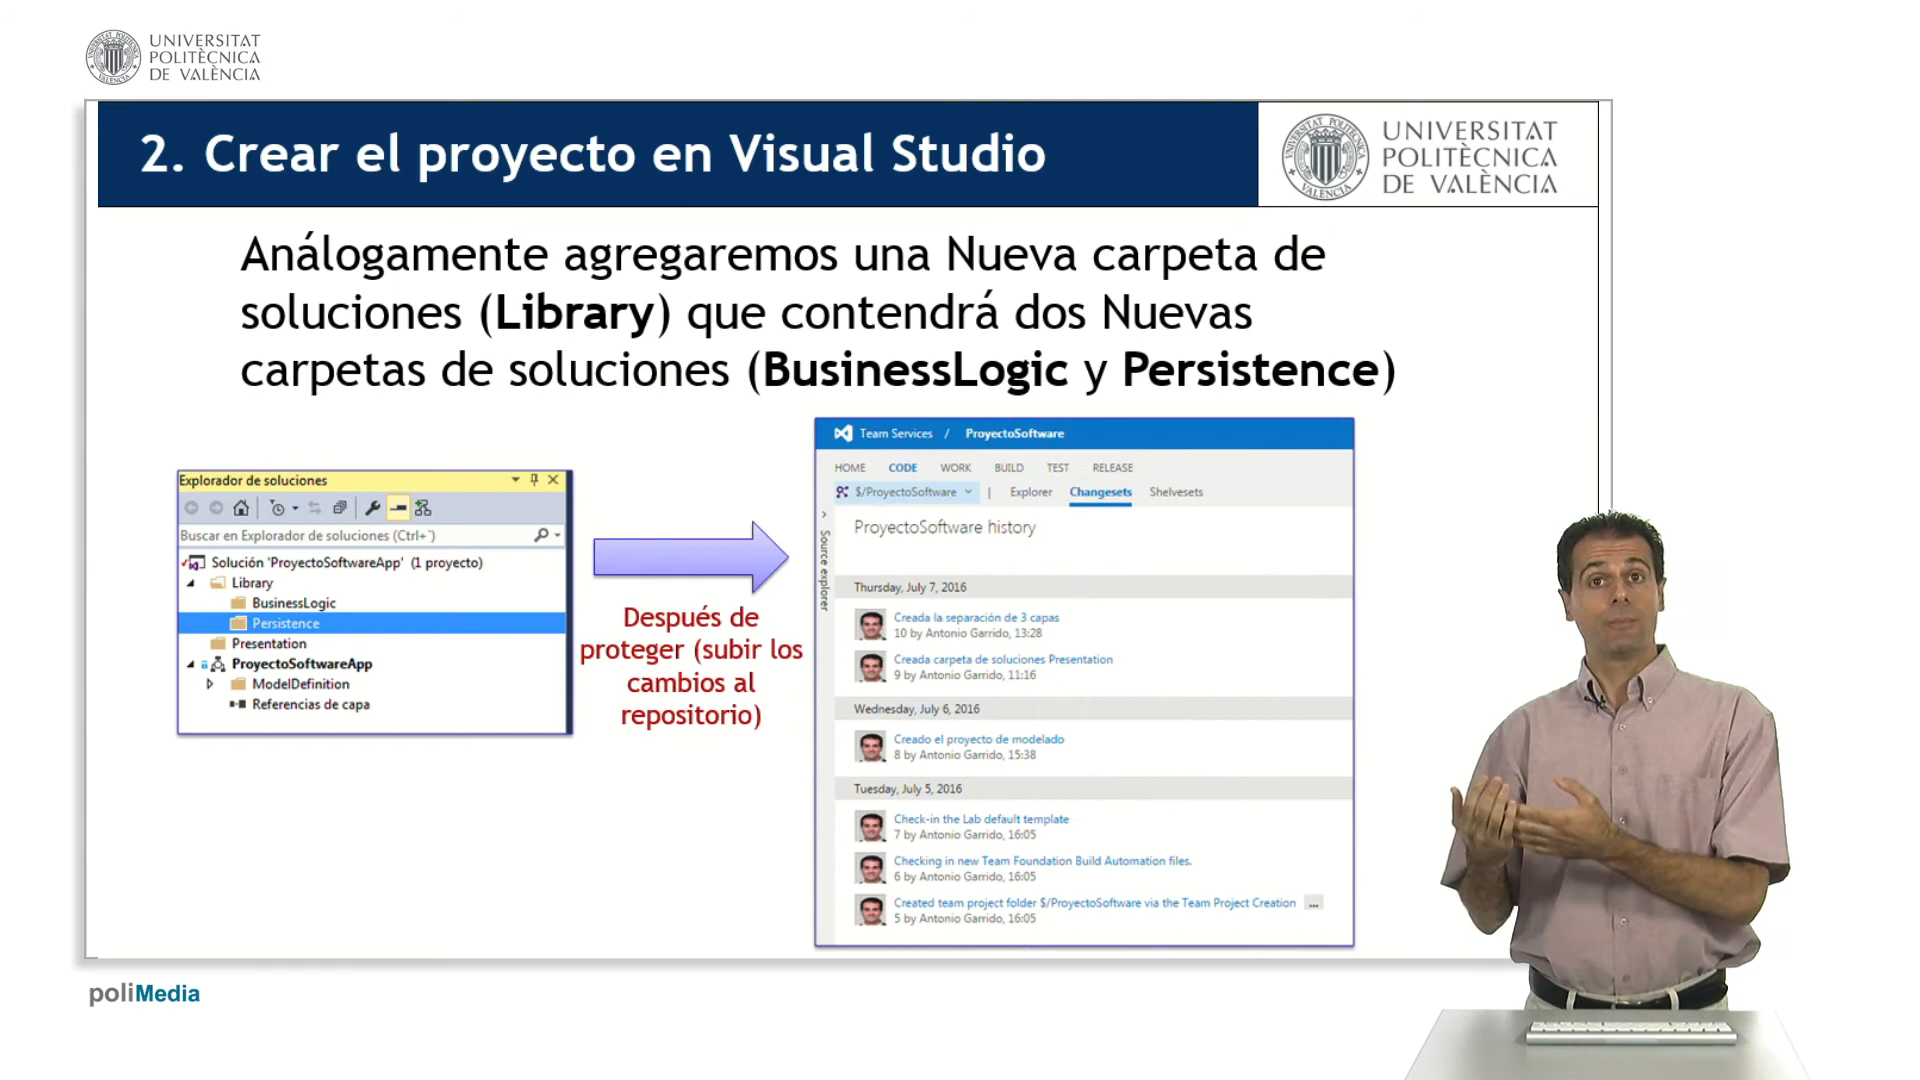 UNIVERSITAT
POLITÈCNICA
DE VALÈNCIA
2. Crear el proyecto en Visual Studio
UNIVERSITAT
POLITÈCNICA
DE VALÈNCIA
Análogamente agregaremos una Nueva carpeta de
soluciones (Library) que contendrá dos Nuevas
carpetas de soluciones (BusinessLogic y Persistence)
Explorador de soluciones
Buscar en Explorador de soluciones (Ctrl+`)
Solución 'ProyectoSoftwareApp' (1 proyecto)
Library
BusinessLogic
Persistence
Presentation
ProyectoSoftwareApp
ModelDefinition
Referencias de capa
Después de
proteger (subir los
cambios al
repositorio)
Team Services / ProyectoSoftware
HOME CODE WORK BUILD TEST RELEASE
$/ProyectoSoftware | Explorer Changesets Shelvesets
Source explorer
ProyectoSoftware history
Thursday, July 7, 2016
Creada la separación de 3 capas
10 by Antonio Garrido, 13:28
Creada carpeta de soluciones Presentation
9 by Antonio Garrido, 11:16
Wednesday, July 6, 2016
Creado el proyecto de modelado
8 by Antonio Garrido, 15:38
Tuesday, July 5, 2016
Check-in the Lab default template
7 by Antonio Garrido, 16:05
Checking in new Team Foundation Build Automation files.
6 by Antonio Garrido, 16:05
Created team project folder $/ProyectoSoftware via the Team Project Creation ...
5 by Antonio Garrido, 16:05
poliMedia